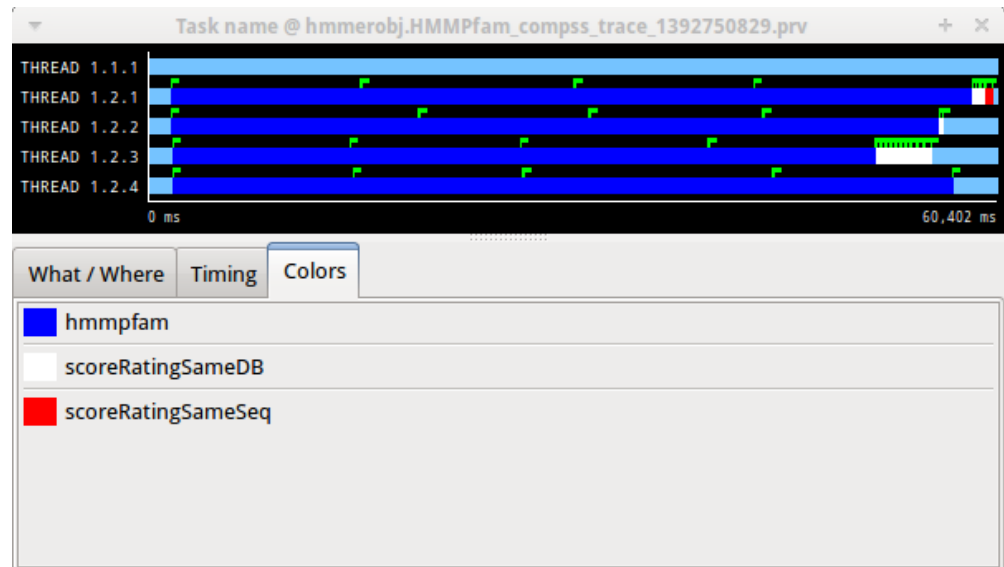 Task name @ hmmerobj.HMMPfam_compss_trace_1392750829.prv
THREAD 1.1.1
THREAD 1.2.1
THREAD 1.2.2
THREAD 1.2.3
THREAD 1.2.4
0 ms 60,402 ms
What / Where Timing Colors
hmmpfam
scoreRatingSameDB
scoreRatingSameSeq